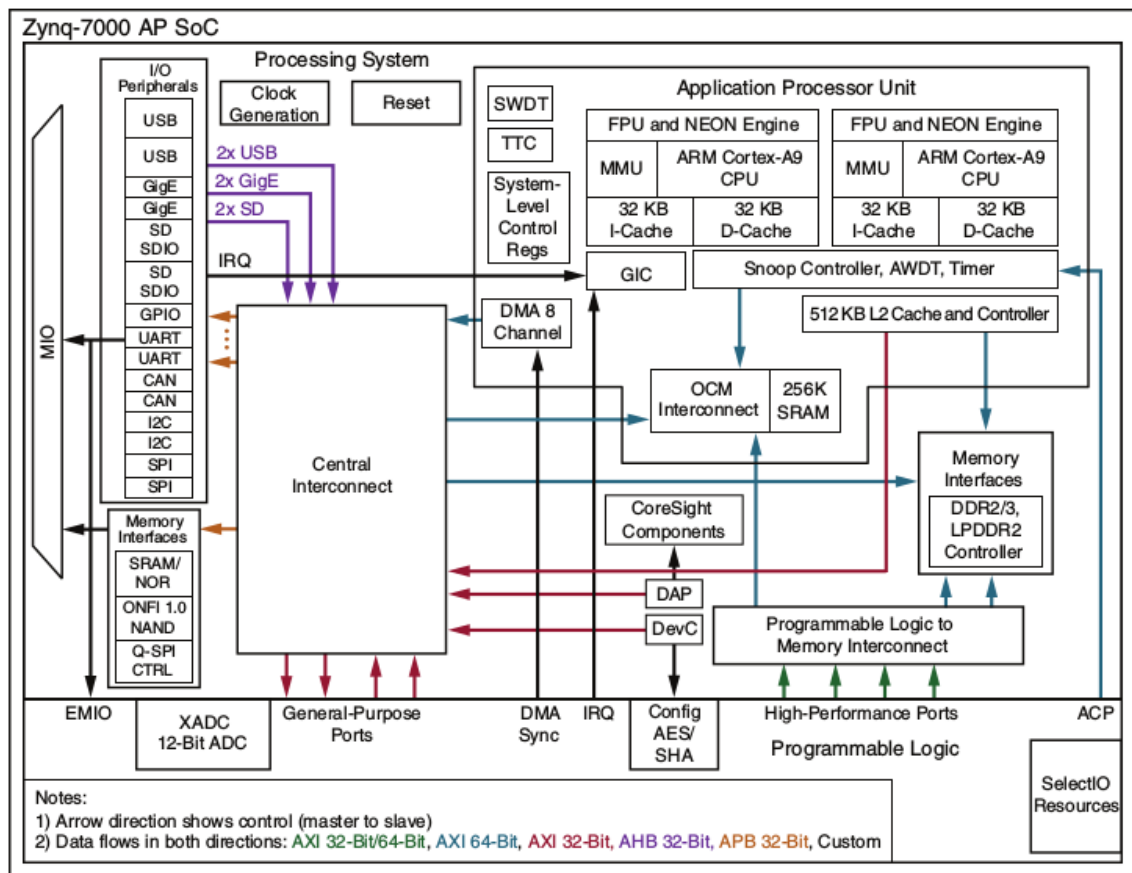 Zynq-7000 AP SoC
Processing System
I/O
Peripherals
USB
USB
GigE
GigE
SD
SDIO
SD
SDIO
GPIO
UART
UART
CAN
CAN
I2C
I2C
SPI
SPI
MIO
Clock
Generation
Reset
2x USB
2x GigE
2x SD
IRQ
Application Processor Unit
SWDT
TTC
System-
Level
Control
Regs
FPU and NEON Engine
MMU
ARM Cortex-A9
CPU
32 KB
I-Cache
32 KB
D-Cache
FPU and NEON Engine
MMU
ARM Cortex-A9
CPU
32 KB
I-Cache
32 KB
D-Cache
GIC
Snoop Controller, AWDT, Timer
DMA 8
Channel
512 KB L2 Cache and Controller
OCM
Interconnect
256K
SRAM
Central
Interconnect
Memory
Interfaces
DDR2/3,
LPDDR2
Controller
CoreSight
Components
DAP
DevC
Programmable Logic to
Memory Interconnect
Memory
Interfaces
SRAM/
NOR
ONFI 1.0
NAND
Q-SPI
CTRL
EMIO
XADC
12-Bit ADC
General-Purpose
Ports
DMA
Sync
IRQ
Config
AES/
SHA
High-Performance Ports
ACP
Programmable Logic
SelectIO
Resources
Notes:
1) Arrow direction shows control (master to slave)
2) Data flows in both directions: AXI 32-Bit/64-Bit, AXI 64-Bit, AXI 32-Bit, AHB 32-Bit, APB 32-Bit, Custom